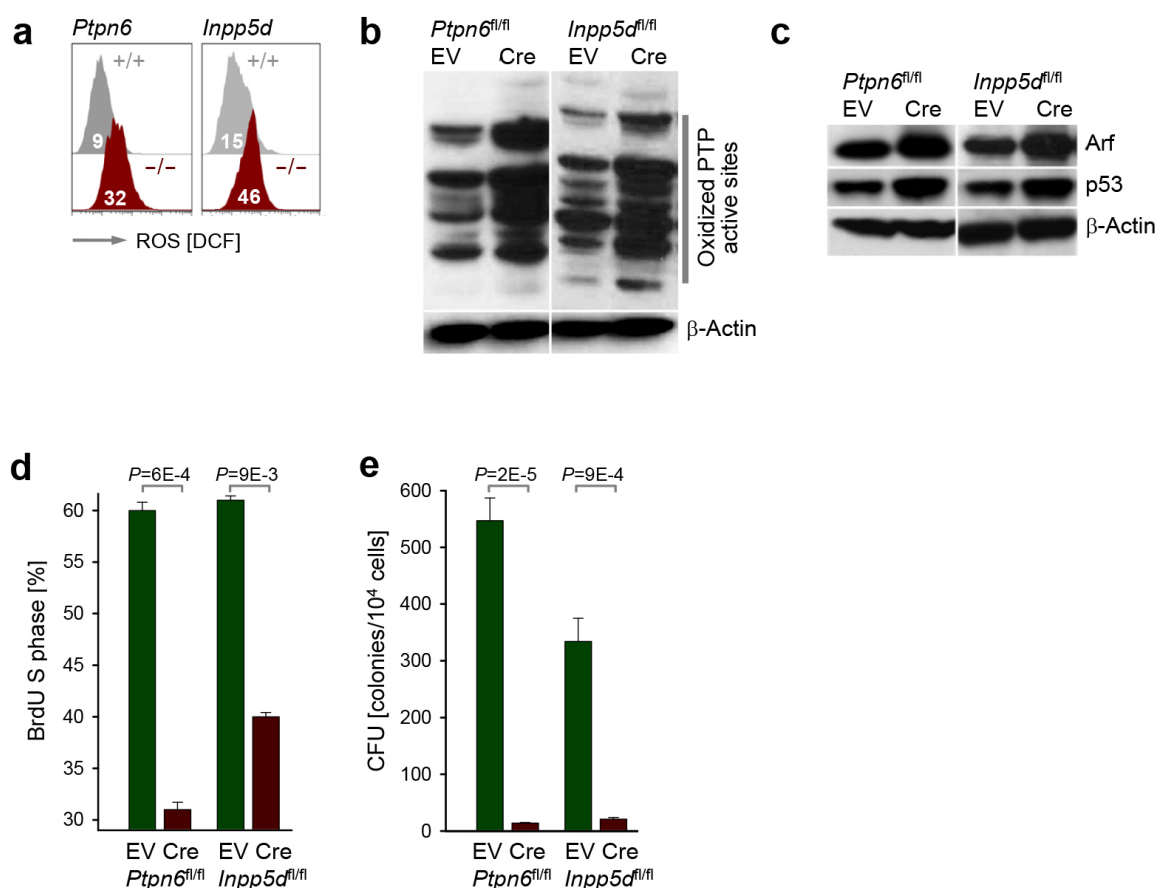 a
Ptpn6 Inpp5d
+/+ +/+
9 15
−/− −/−
32 46
ROS [DCF]
b
Ptpn6fl/fl Inpp5dfl/fl
EV Cre EV Cre
Oxidized PTP
active sites
β-Actin
c
Ptpn6fl/fl Inpp5dfl/fl
EV Cre EV Cre
Arf
p53
β-Actin
d
P=6E-4 P=9E-3
BrdU S phase [%]
60
55
50
45
40
35
30
EV Cre EV Cre
Ptpn6fl/fl Inpp5dfl/fl
e
P=2E-5 P=9E-4
CFU [colonies/10⁴ cells]
600
500
400
300
200
100
0
EV Cre EV Cre
Ptpn6fl/fl Inpp5dfl/fl